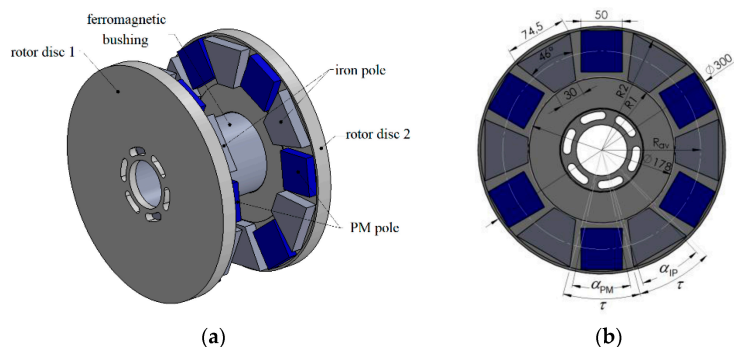 ferromagnetic
bushing
rotor disc 1
iron pole
rotor disc 2
PM pole
(a)
74,5
50
46°
Ø300
30
R2
R1
Rav
Ø178
αIP
αPM
τ
τ
(b)